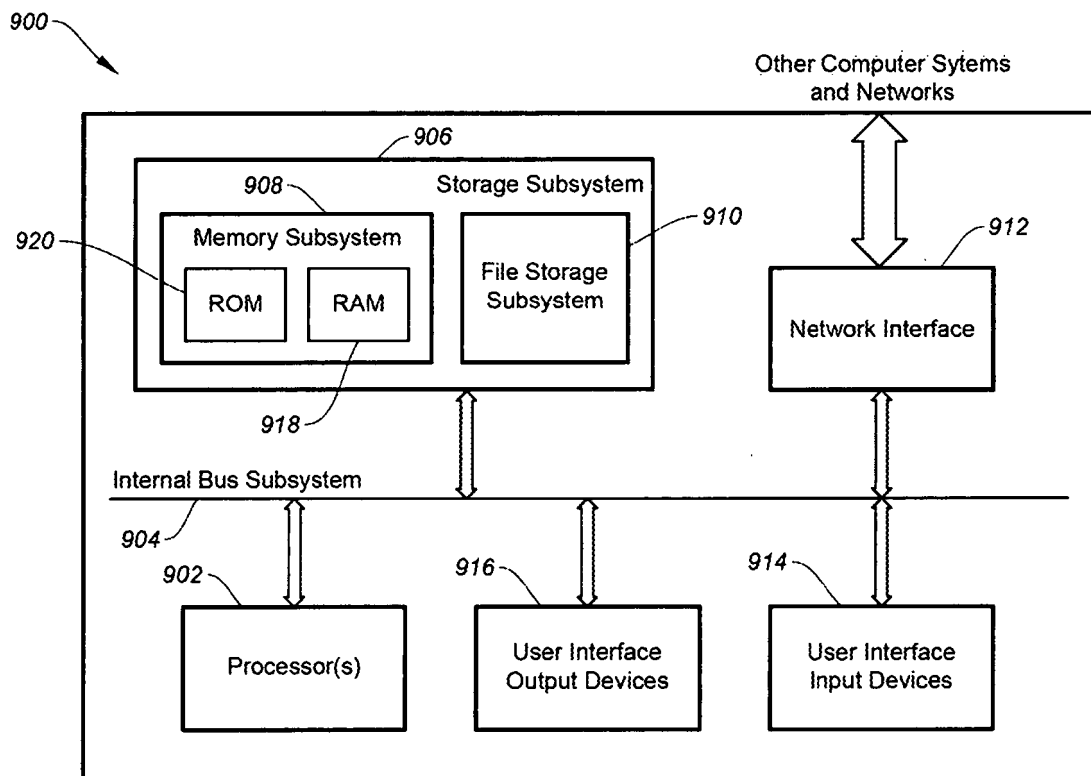 900
Other Computer Sytems
and Networks
906
Storage Subsystem
908
910
Memory Subsystem
920
912
File Storage
Subsystem
ROM
RAM
Network Interface
918
Internal Bus Subsystem
904
902
916
914
Processor(s)
User Interface
Output Devices
User Interface
Input Devices